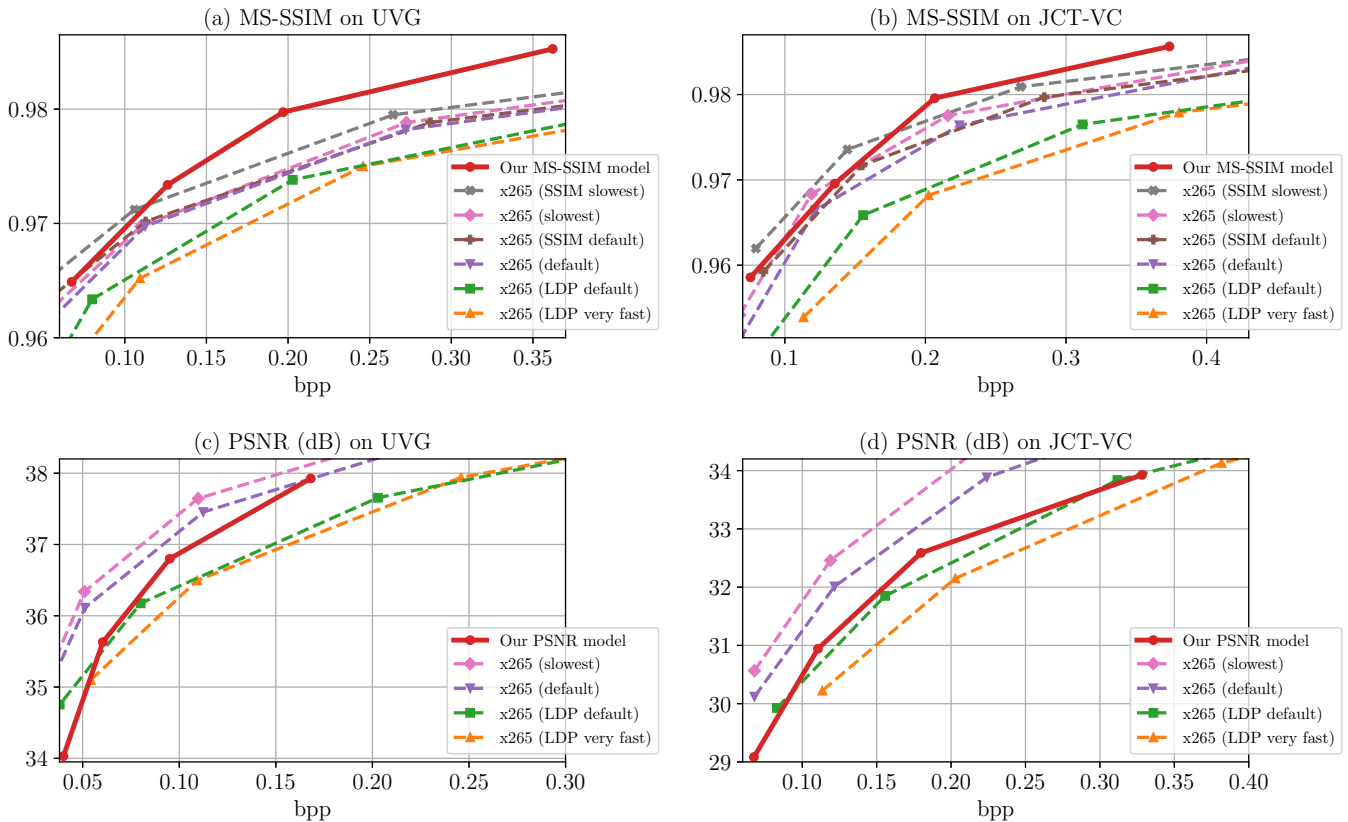 (a) MS-SSIM on UVG
0.98
0.97
0.96
0.10 0.15 0.20 0.25 0.30 0.35
bpp
Our MS-SSIM model
x265 (SSIM slowest)
x265 (slowest)
x265 (SSIM default)
x265 (default)
x265 (LDP default)
x265 (LDP very fast)
(b) MS-SSIM on JCT-VC
0.98
0.97
0.96
0.1 0.2 0.3 0.4
bpp
Our MS-SSIM model
x265 (SSIM slowest)
x265 (slowest)
x265 (SSIM default)
x265 (default)
x265 (LDP default)
x265 (LDP very fast)
(c) PSNR (dB) on UVG
38
37
36
35
34
0.05 0.10 0.15 0.20 0.25 0.30
bpp
Our PSNR model
x265 (slowest)
x265 (default)
x265 (LDP default)
x265 (LDP very fast)
(d) PSNR (dB) on JCT-VC
34
33
32
31
30
29
0.10 0.15 0.20 0.25 0.30 0.35 0.40
bpp
Our PSNR model
x265 (slowest)
x265 (default)
x265 (LDP default)
x265 (LDP very fast)